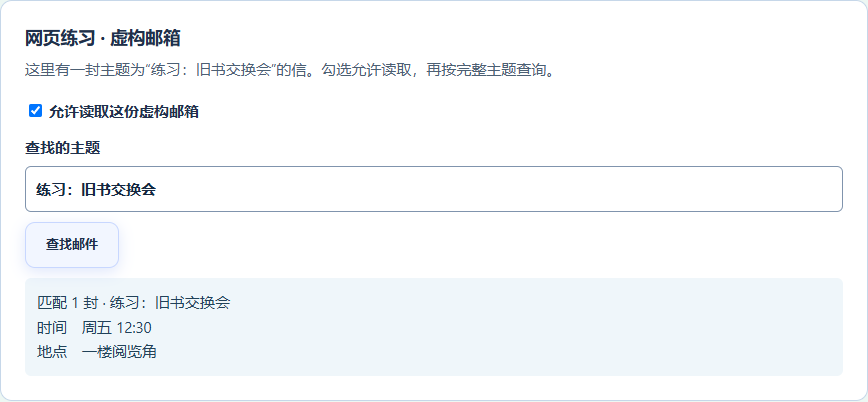 网页练习 · 虚构邮箱
这里有一封主题为“练习：旧书交换会”的信。勾选允许读取，再按完整主题查询。
允许读取这份虚构邮箱
查找的主题
练习：旧书交换会
查找邮件
匹配 1 封 · 练习：旧书交换会
时间 周五 12:30
地点 一楼阅览角